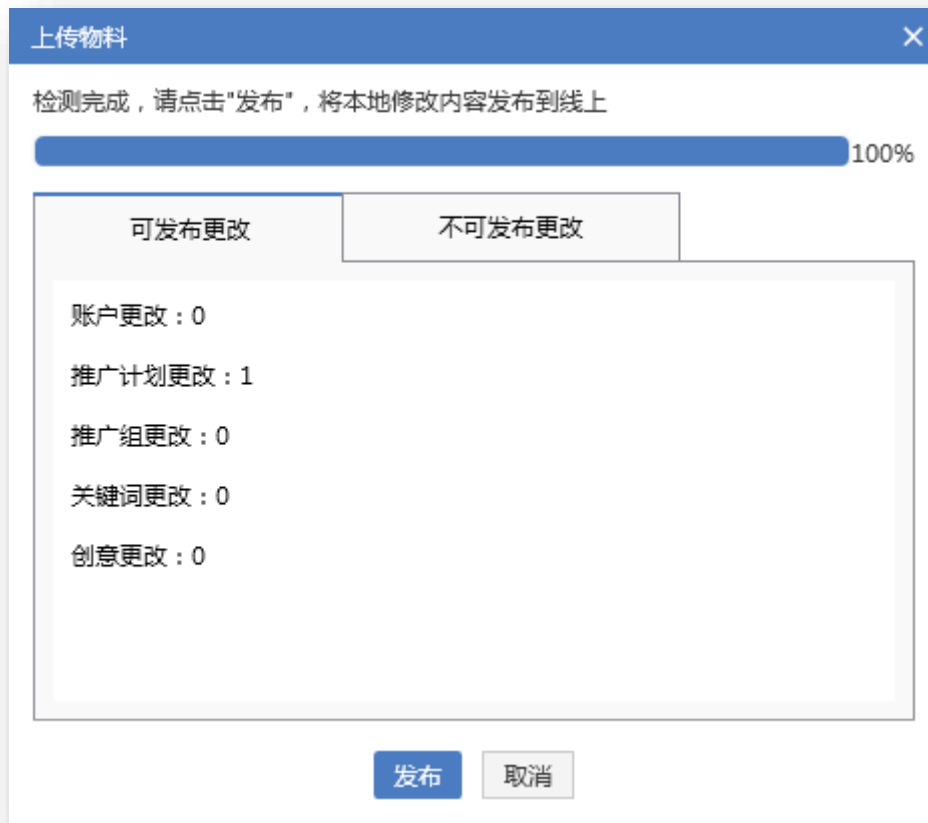 上传物料
检测完成，请点击"发布"，将本地修改内容发布到线上
100%
可发布更改 不可发布更改
账户更改：0
推广计划更改：1
推广组更改：0
关键词更改：0
创意更改：0
发布 取消